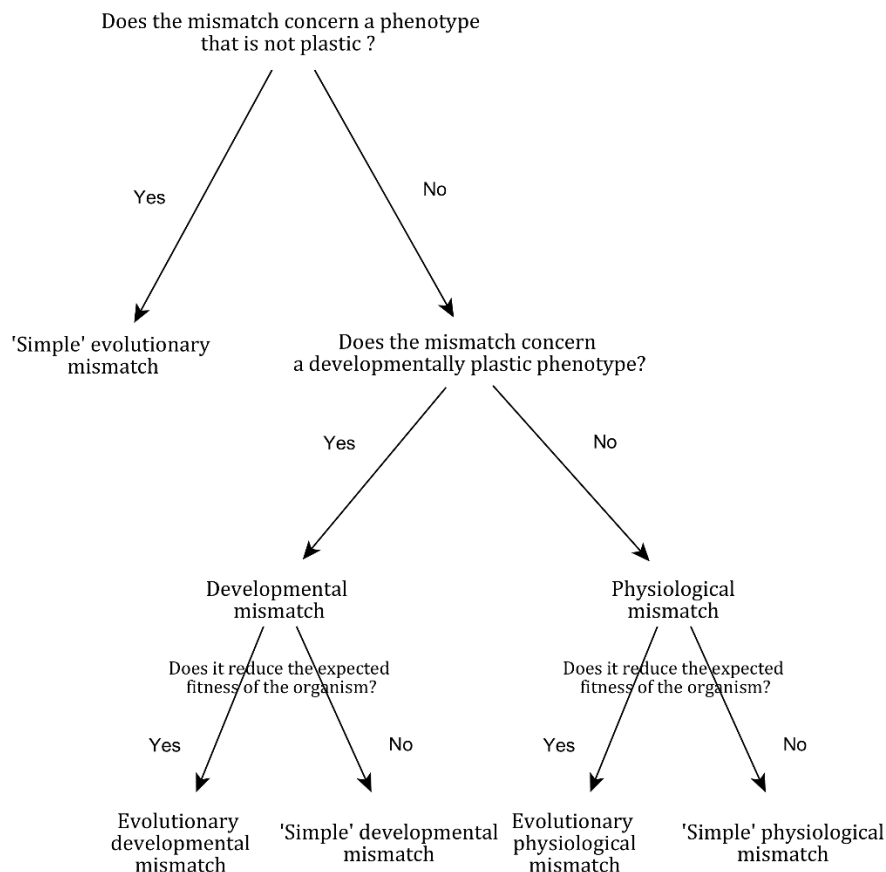 Does the mismatch concern a phenotype
that is not plastic ?
Yes
No
'Simple' evolutionary
mismatch
Does the mismatch concern
a developmentally plastic phenotype?
Yes
No
Developmental
mismatch
Physiological
mismatch
Does it reduce the expected
fitness of the organism?
Does it reduce the expected
fitness of the organism?
Yes
No
Yes
No
Evolutionary
developmental
mismatch
'Simple' developmental
mismatch
Evolutionary
physiological
mismatch
'Simple' physiological
mismatch